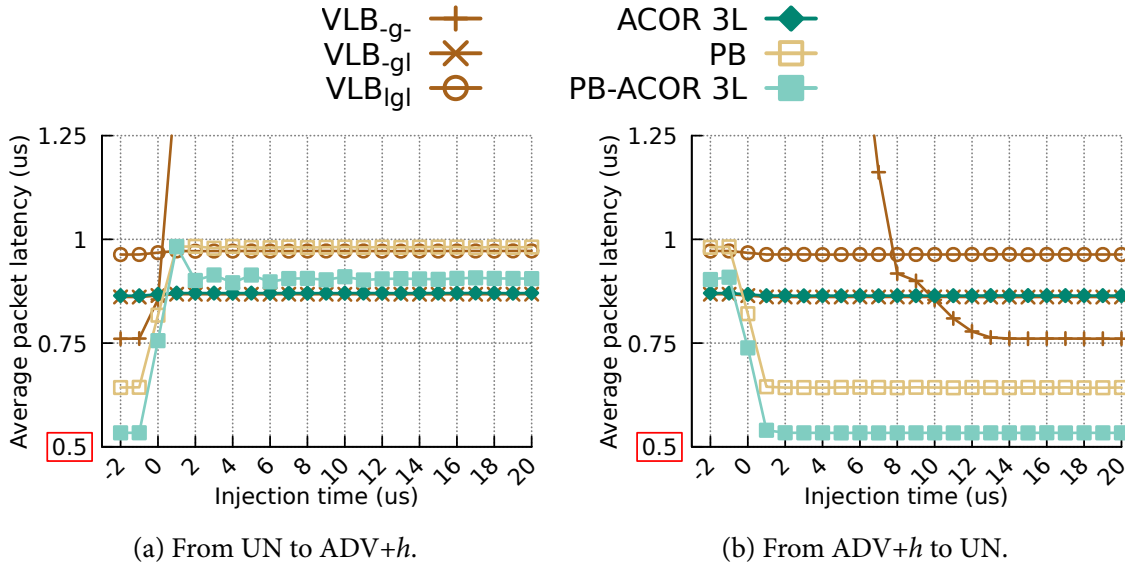 VLB-g-
VLB-gl
VLBlgl
ACOR 3L
PB
PB-ACOR 3L
Average packet latency (us)
1.25
1
0.75
0.5
-2 0 2 4 6 8 10 12 14 16 18 20
Injection time (us)
(a) From UN to ADV+h.
Average packet latency (us)
1.25
1
0.75
0.5
-2 0 2 4 6 8 10 12 14 16 18 20
Injection time (us)
(b) From ADV+h to UN.